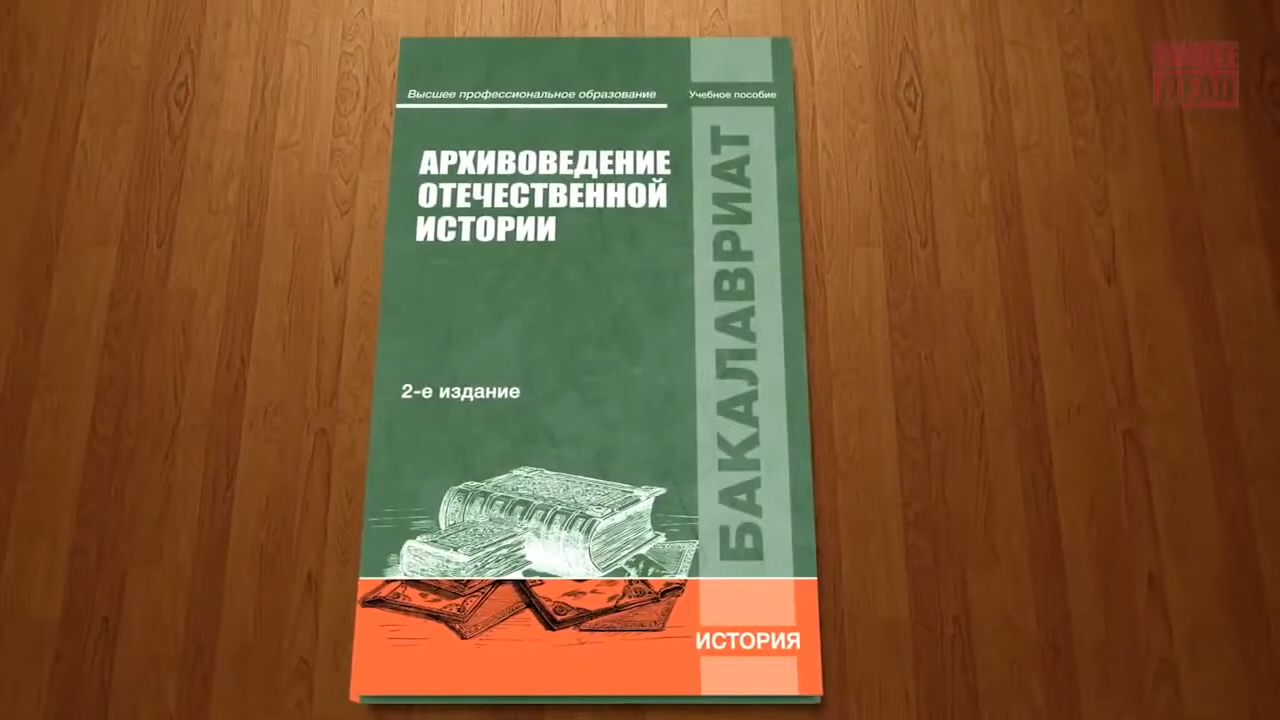 Высшее профессиональное образование
Учебное пособие
АРХИВОВЕДЕНИЕ
ОТЕЧЕСТВЕННОЙ
ИСТОРИИ
БАКАЛАВРИАТ
2-е издание
ИСТОРИЯ